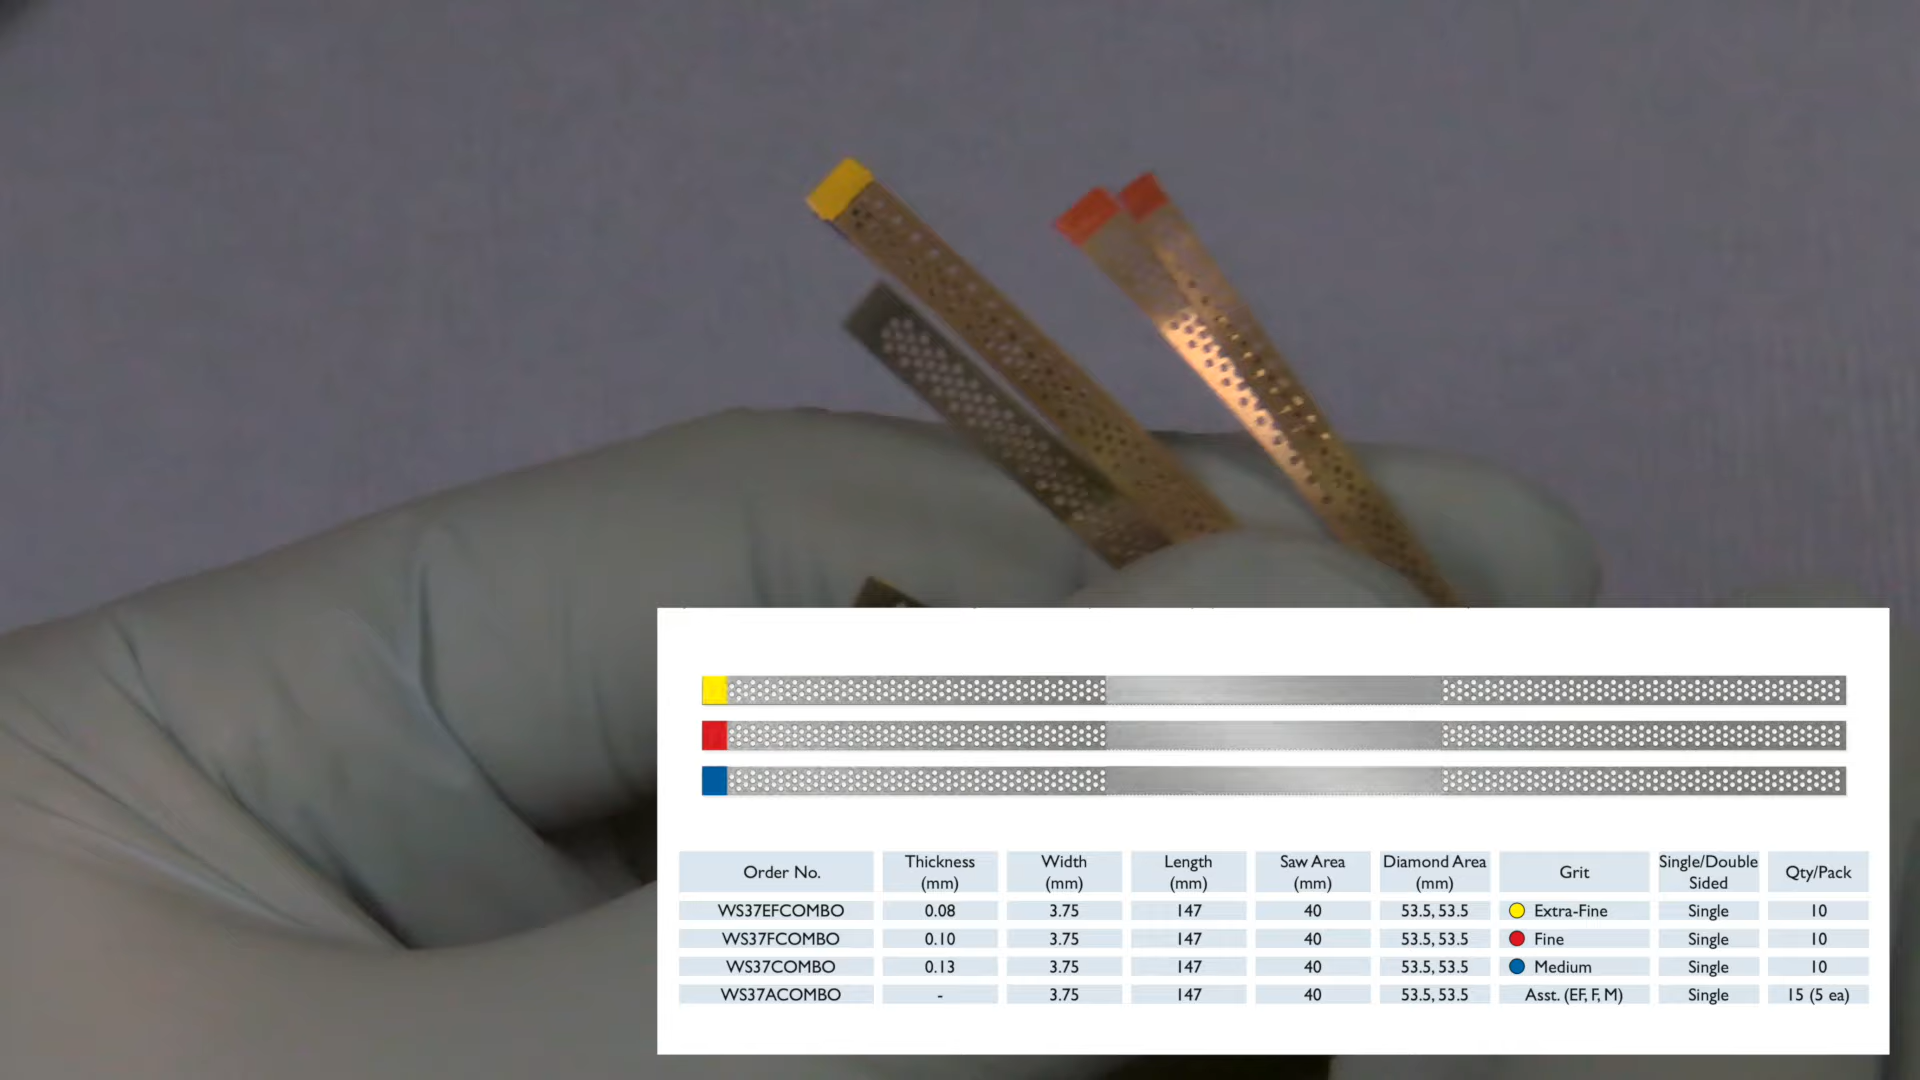 Order No. Thickness (mm) Width (mm) Length (mm) Saw Area (mm) Diamond Area (mm) Grit Single/Double Sided Qty/Pack
WS37EFCOMBO 0.08 3.75 147 40 53.5, 53.5 Extra-Fine Single 10
WS37FCOMBO 0.10 3.75 147 40 53.5, 53.5 Fine Single 10
WS37COMBO 0.13 3.75 147 40 53.5, 53.5 Medium Single 10
WS37ACOMBO - 3.75 147 40 53.5, 53.5 Asst. (EF, F, M) Single 15 (5 ea)